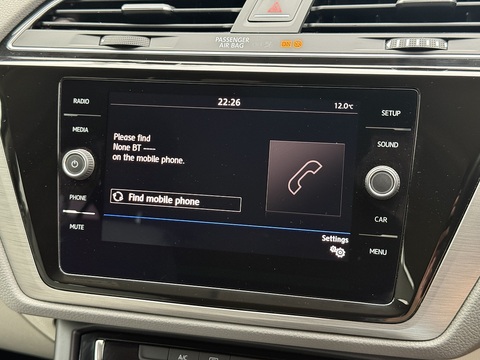 PASSENGER
AIR BAG
RADIO
22:26
12.0°C
SETUP
MEDIA
Please find
None BT -----
on the mobile phone.
SOUND
PHONE
Find mobile phone
CAR
MUTE
Settings
MENU
A/C